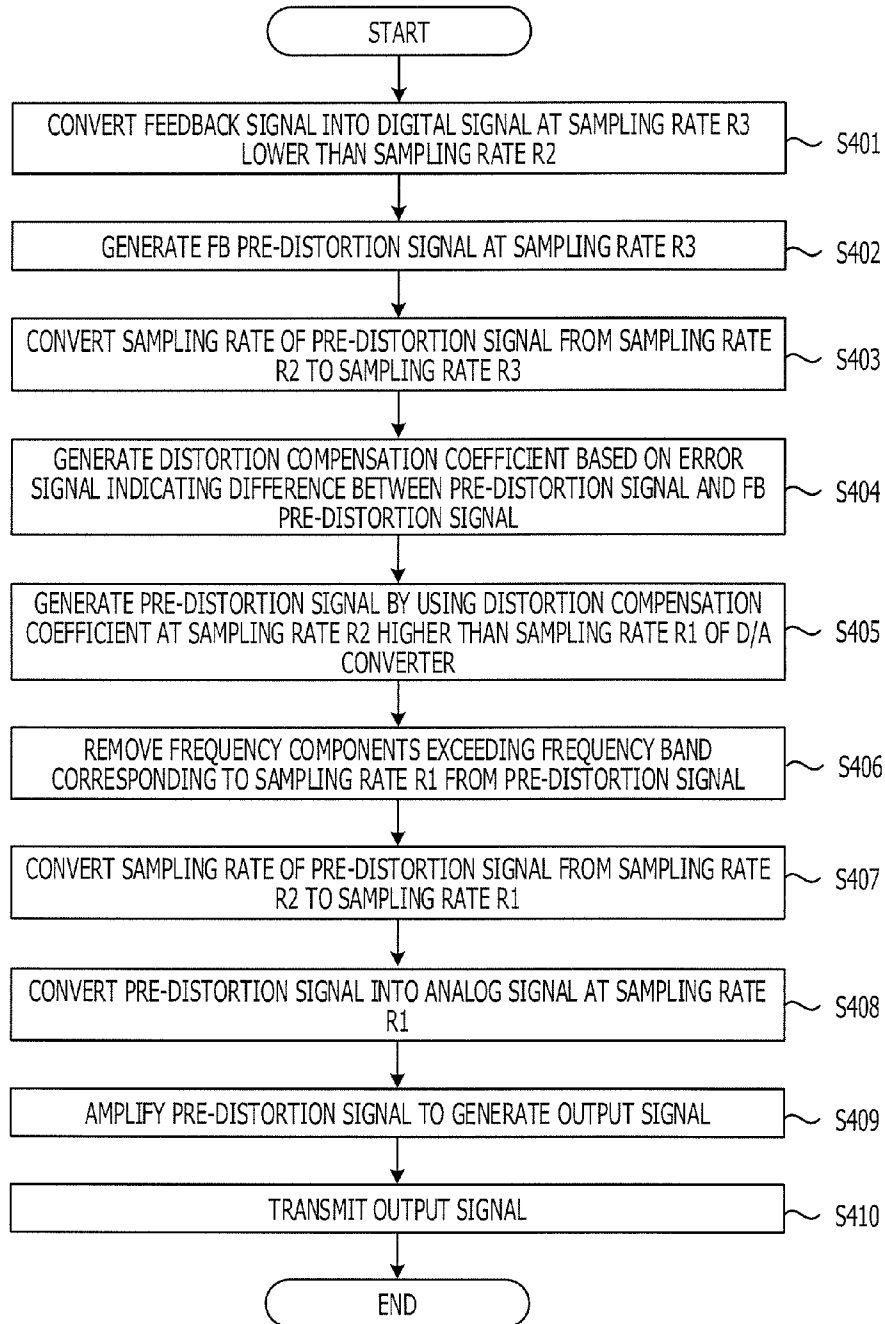 START
CONVERT FEEDBACK SIGNAL INTO DIGITAL SIGNAL AT SAMPLING RATE R3
LOWER THAN SAMPLING RATE R2
S401
GENERATE FB PRE-DISTORTION SIGNAL AT SAMPLING RATE R3
S402
CONVERT SAMPLING RATE OF PRE-DISTORTION SIGNAL FROM SAMPLING RATE
R2 TO SAMPLING RATE R3
S403
GENERATE DISTORTION COMPENSATION COEFFICIENT BASED ON ERROR
SIGNAL INDICATING DIFFERENCE BETWEEN PRE-DISTORTION SIGNAL AND FB
PRE-DISTORTION SIGNAL
S404
GENERATE PRE-DISTORTION SIGNAL BY USING DISTORTION COMPENSATION
COEFFICIENT AT SAMPLING RATE R2 HIGHER THAN SAMPLING RATE R1 OF D/A
CONVERTER
S405
REMOVE FREQUENCY COMPONENTS EXCEEDING FREQUENCY BAND
CORRESPONDING TO SAMPLING RATE R1 FROM PRE-DISTORTION SIGNAL
S406
CONVERT SAMPLING RATE OF PRE-DISTORTION SIGNAL FROM SAMPLING RATE
R2 TO SAMPLING RATE R1
S407
CONVERT PRE-DISTORTION SIGNAL INTO ANALOG SIGNAL AT SAMPLING RATE
R1
S408
AMPLIFY PRE-DISTORTION SIGNAL TO GENERATE OUTPUT SIGNAL
S409
TRANSMIT OUTPUT SIGNAL
S410
END